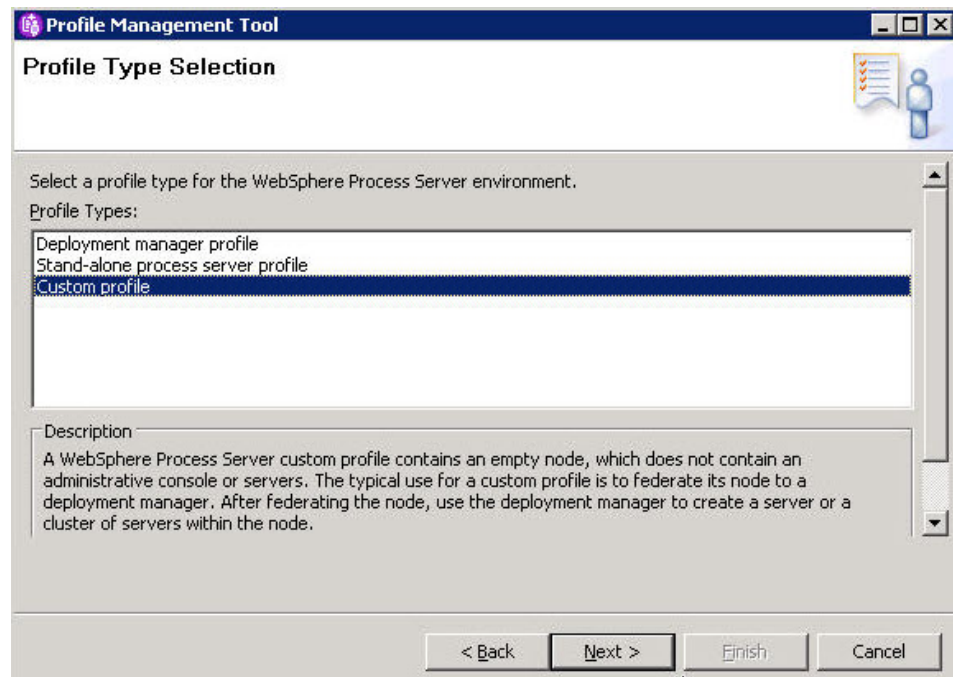 Profile Management Tool
Profile Type Selection
Select a profile type for the WebSphere Process Server environment.
Profile Types:
Deployment manager profile
Stand-alone process server profile
Custom profile
Description
A WebSphere Process Server custom profile contains an empty node, which does not contain an
administrative console or servers. The typical use for a custom profile is to federate its node to a
deployment manager. After federating the node, use the deployment manager to create a server or a
cluster of servers within the node.
< Back Next > Finish Cancel